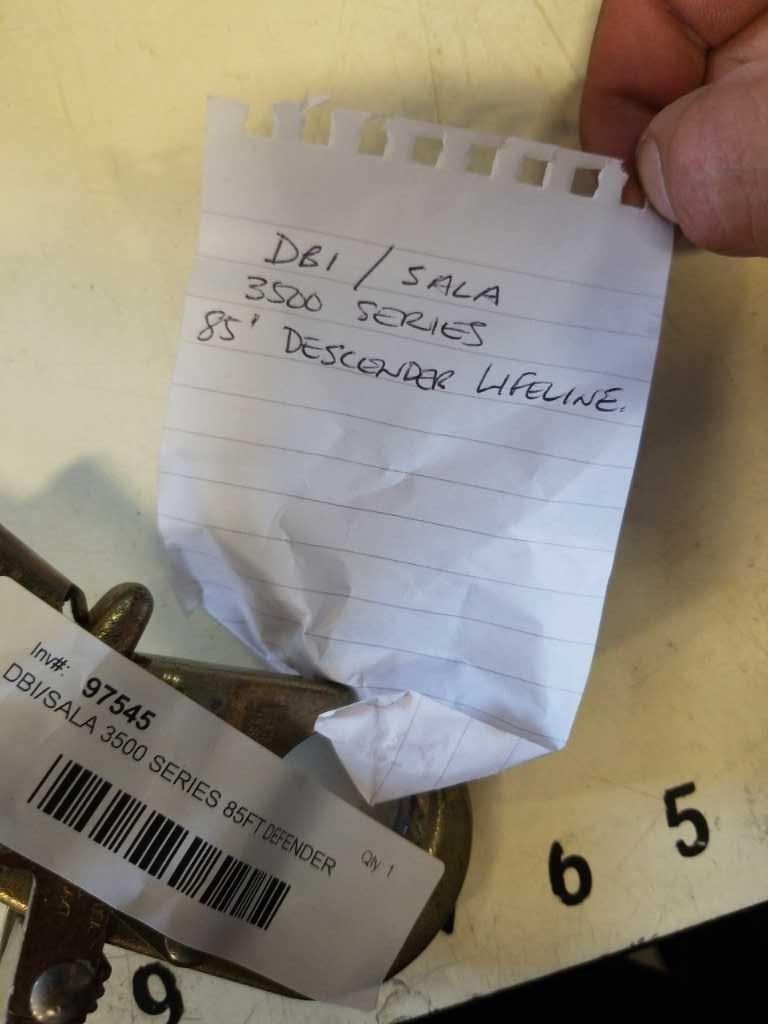 DBI / SALA
3500 SERIES
85' DESCENDER LIFELINE.
Inv#: 97545
DBI/SALA 3500 SERIES 85FT DEFENDER
Qty: 1
5
6
9